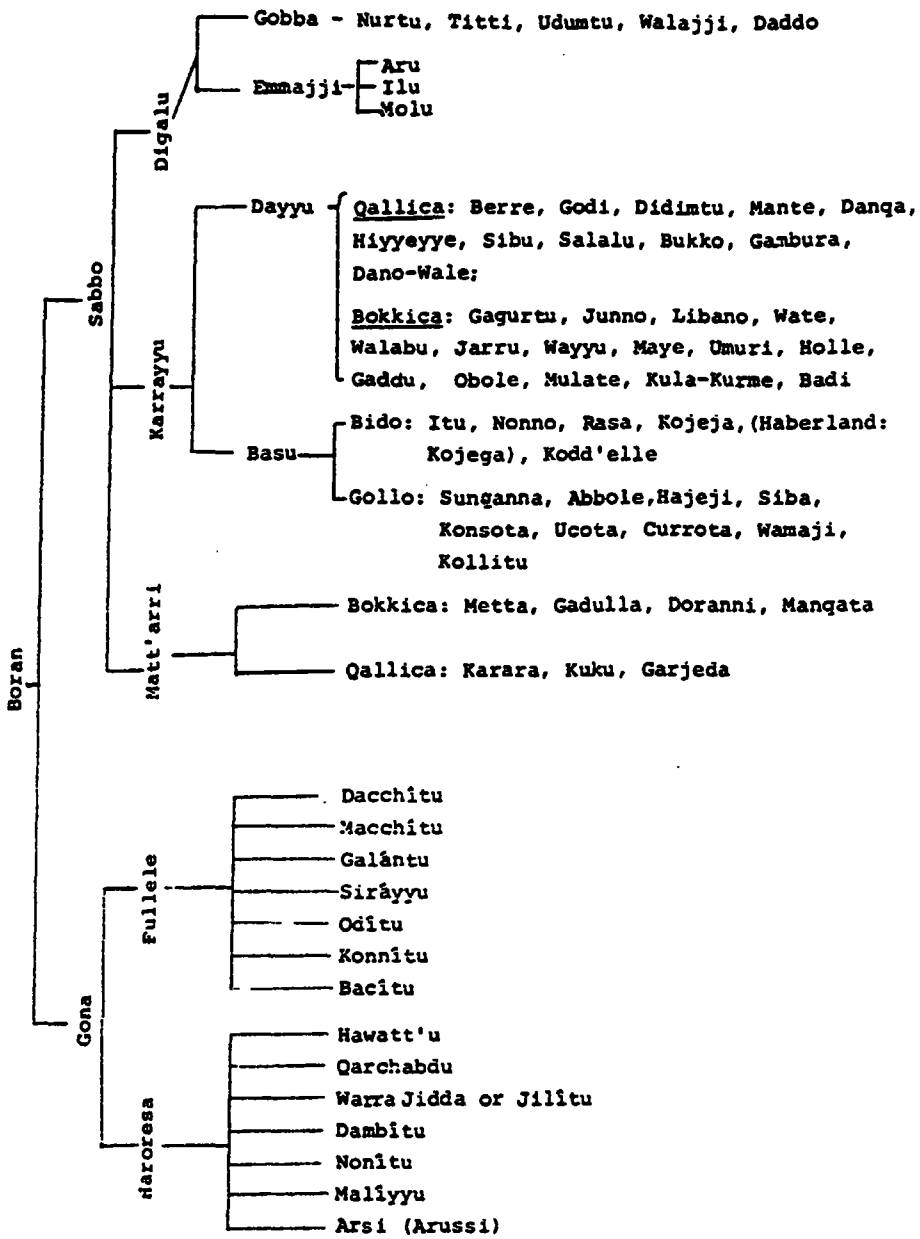 Gobba - Nurtu, Titti, Udumtu, Walajji, Daddo
Emmajji
Aru
Ilu
Molu
Digalu
Dayyu
Qallica: Berre, Godi, Didimtu, Mante, Danqa,
Hiyyeyye, Sibu, Salalu, Bukko, Gambura,
Dano-Wale;
Bokkica: Gagurtu, Junno, Libano, Wate,
Walabu, Jarru, Wayyu, Maye, Umuri, Holle,
Gaddu, Obole, Mulate, Kula-Kurme, Badi
Sabbo
Karrayyu
Basu
Bido: Itu, Nonno, Rasa, Kojeja, (Haberland:
Kojega), Kodd'elle
Gollo: Sunganna, Abbole, Hajeji, Siba,
Konsota, Ucota, Currota, Wamaji,
Kollitu
Matt'arri
Bokkica: Metta, Gadulla, Doranni, Manqata
Qallica: Karara, Kuku, Garjeda
Boran
Fullele
Dacchîtu
Macchîtu
Galántu
Siráyyu
Odîtu
Konnîtu
Bacîtu
Gona
Haroresa
Hawatt'u
Qarchabdu
Warra Jidda or Jilîtu
Dambîtu
Nonîtu
Malîyyu
Arsi (Arussi)